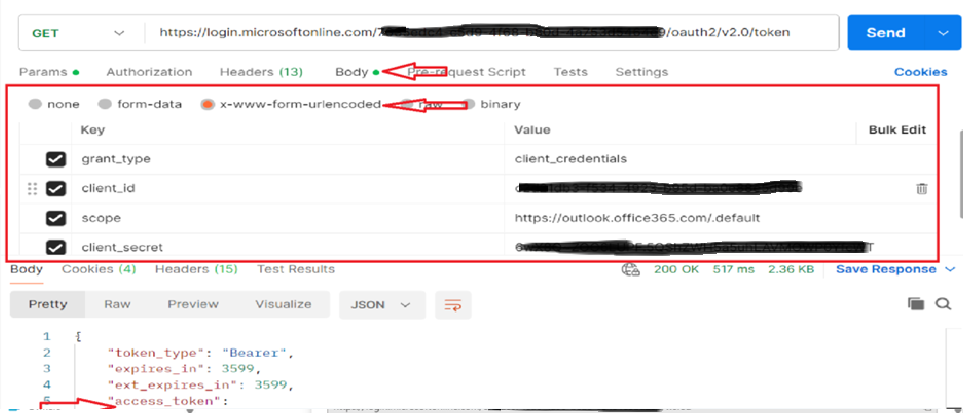 GET https://login.microsoftonline.com/7 /oauth2/v2.0/token Send
Params Authorization Headers (13) Body Pre-request Script Tests Settings Cookies
none form-data x-www-form-urlencoded raw binary
Key Value Bulk Edit
grant_type client_credentials
client_id
scope https://outlook.office365.com/.default
client_secret
Body Cookies (4) Headers (15) Test Results 200 OK 517 ms 2.36 KB Save Response
Pretty Raw Preview Visualize JSON
1 {
2 "token_type": "Bearer",
3 "expires_in": 3599,
4 "ext_expires_in": 3599,
5 "access_token":